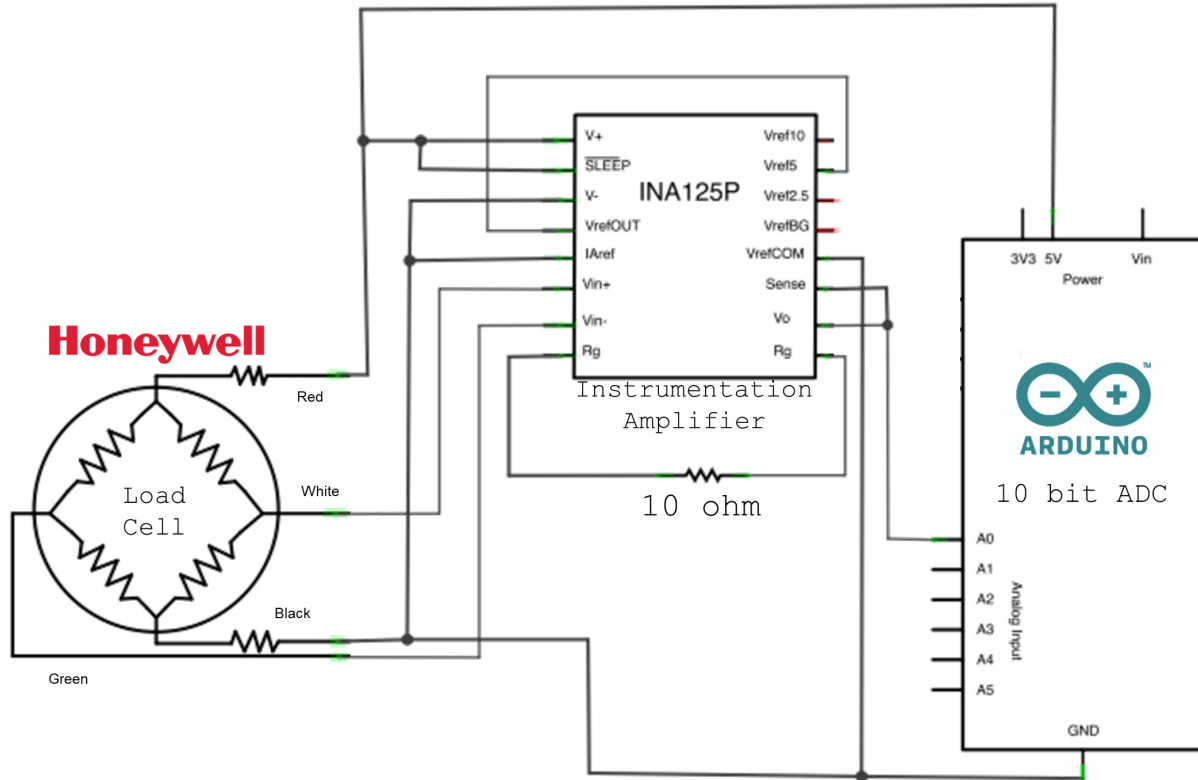 V+
SLEEP
V-
VrefOUT
IAref
Vin+
Vin-
Rg
INA125P
Vref10
Vref5
Vref2.5
VrefBG
VrefCOM
Sense
Vo
Rg
Instrumentation
Amplifier
10 ohm
Honeywell
Red
White
Load
Cell
Black
Green
3V3 5V Vin
Power
TM
ARDUINO
10 bit ADC
A0
A1
A2
A3
A4
A5
Analog Input
GND